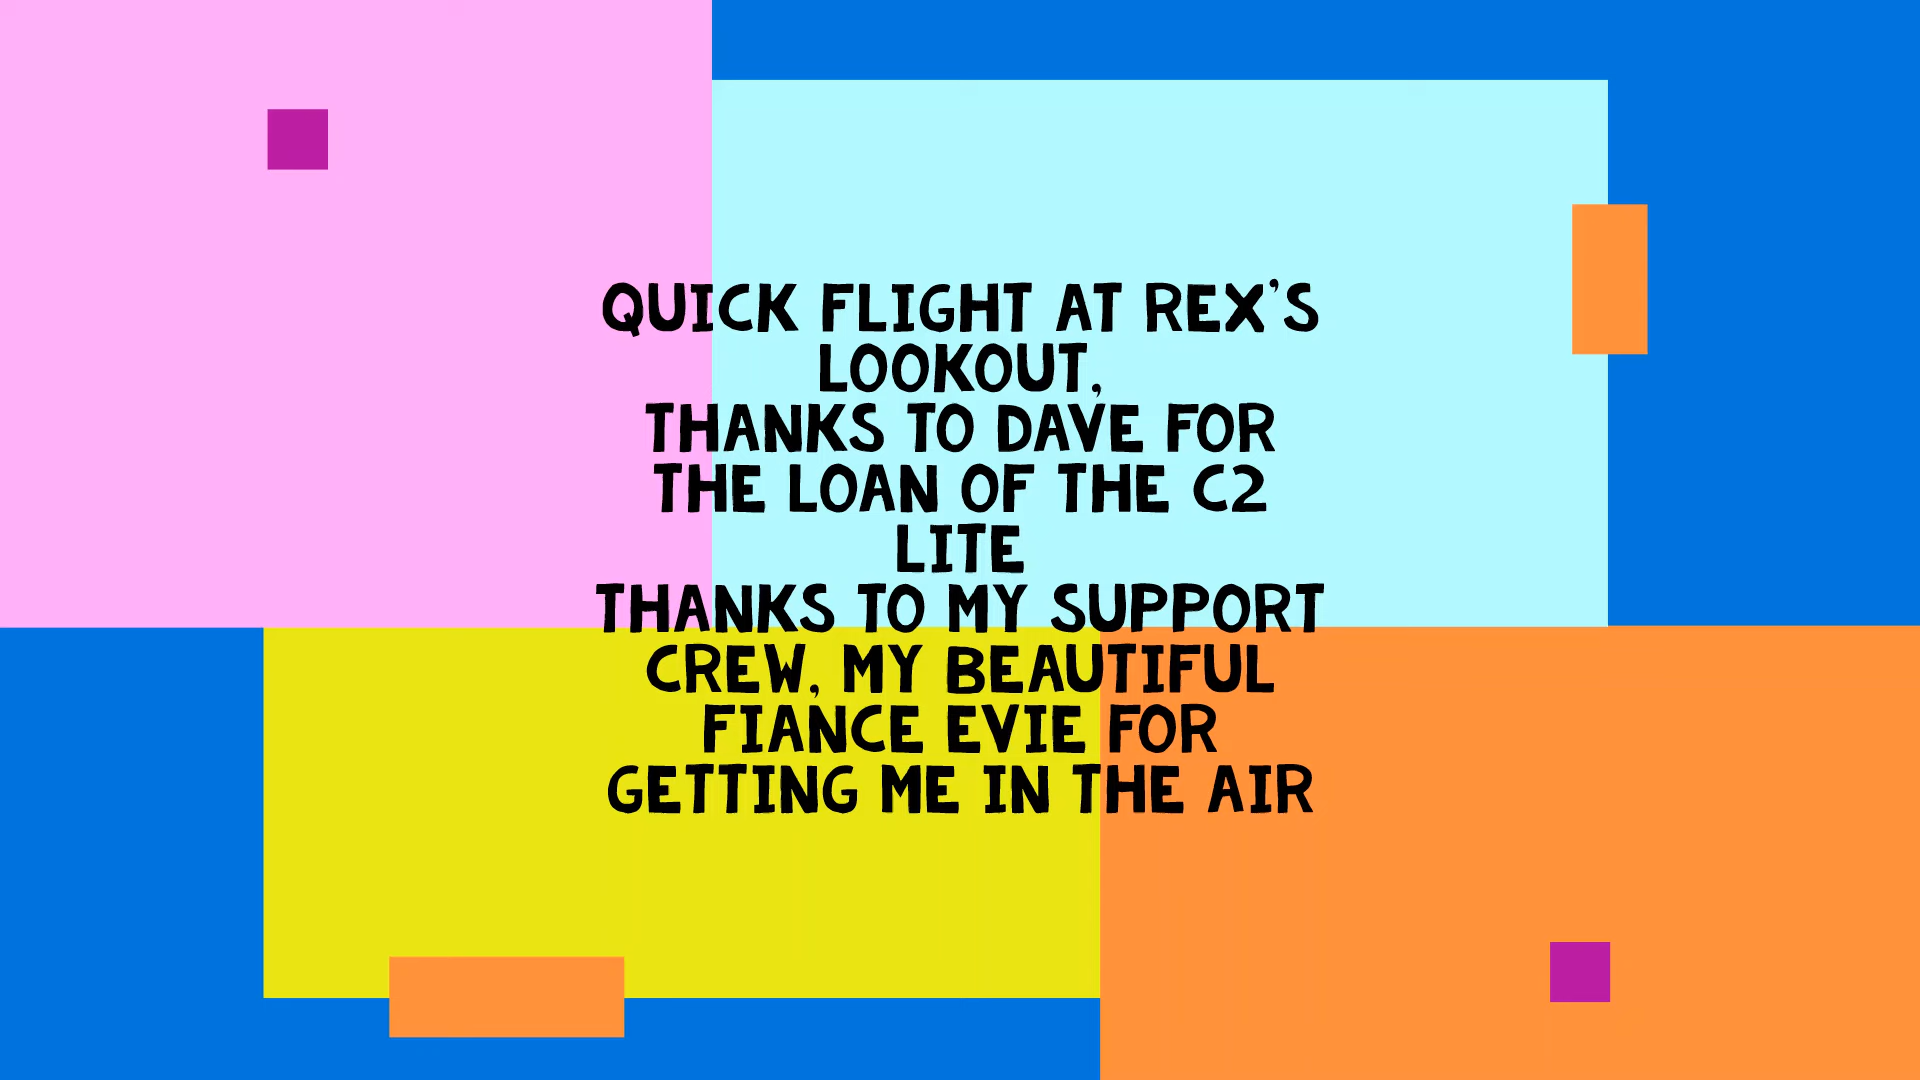 QUICK FLIGHT AT REX'S
LOOKOUT,
THANKS TO DAVE FOR
THE LOAN OF THE C2
LITE
THANKS TO MY SUPPORT
CREW, MY BEAUTIFUL
FIANCE EVIE FOR
GETTING ME IN THE AIR